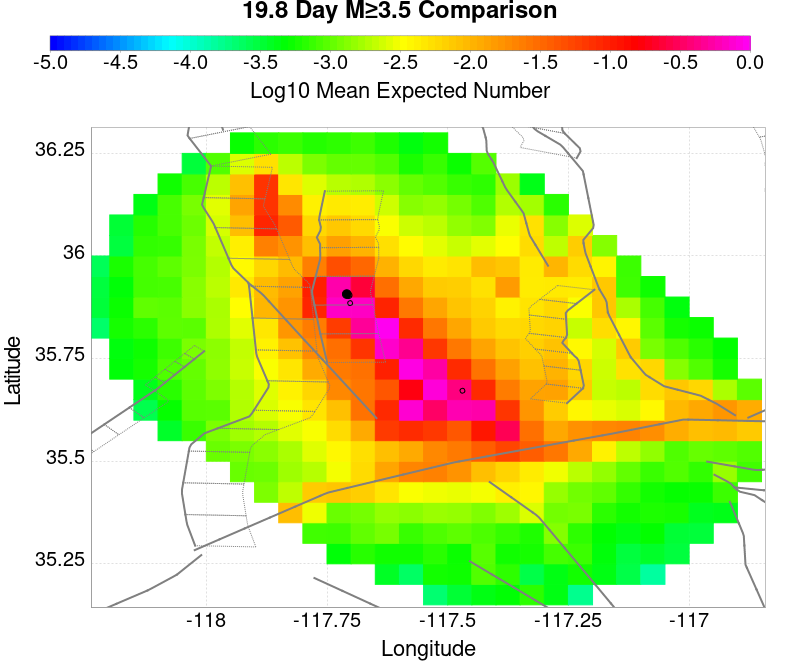 19.8 Day M≥3.5 Comparison
-5.0 -4.5 -4.0 -3.5 -3.0 -2.5 -2.0 -1.5 -1.0 -0.5 0.0
Log10 Mean Expected Number
36.25
36
35.75
35.5
35.25
Latitude
-118 -117.75 -117.5 -117.25 -117
Longitude